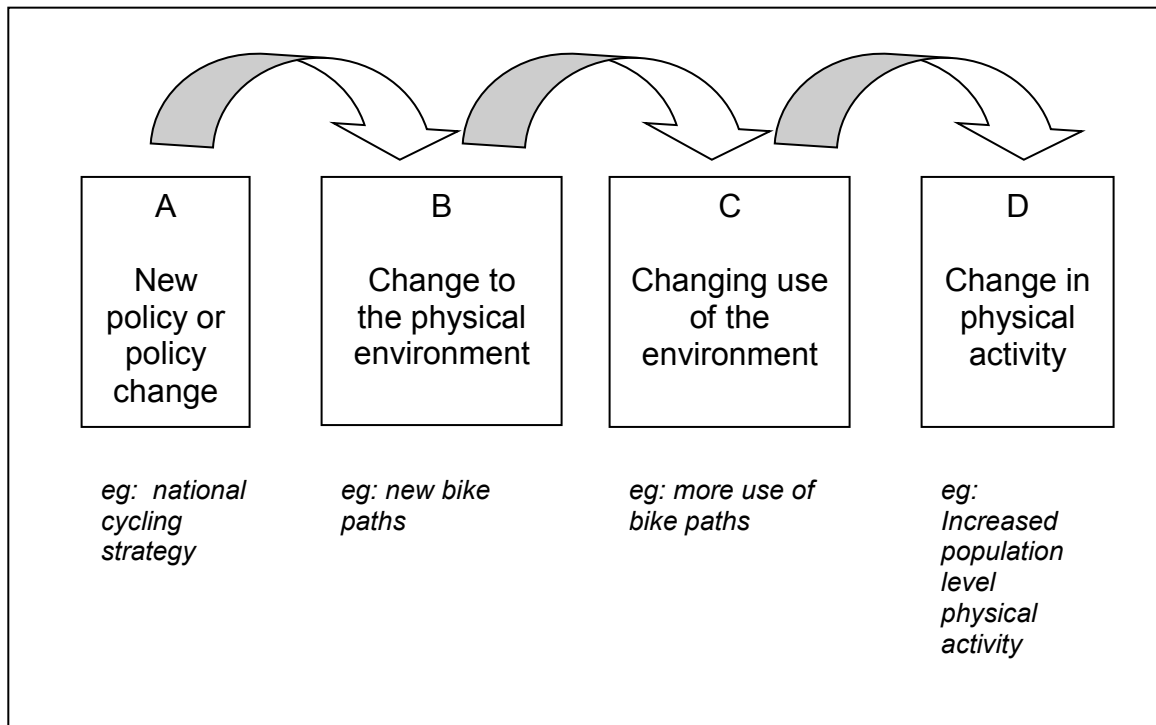 A
New
policy or
policy
change
B
Change to
the physical
environment
C
Changing use
of the
environment
D
Change in
physical
activity
eg: national
cycling
strategy
eg: new bike
paths
eg: more use of
bike paths
eg:
Increased
population
level
physical
activity